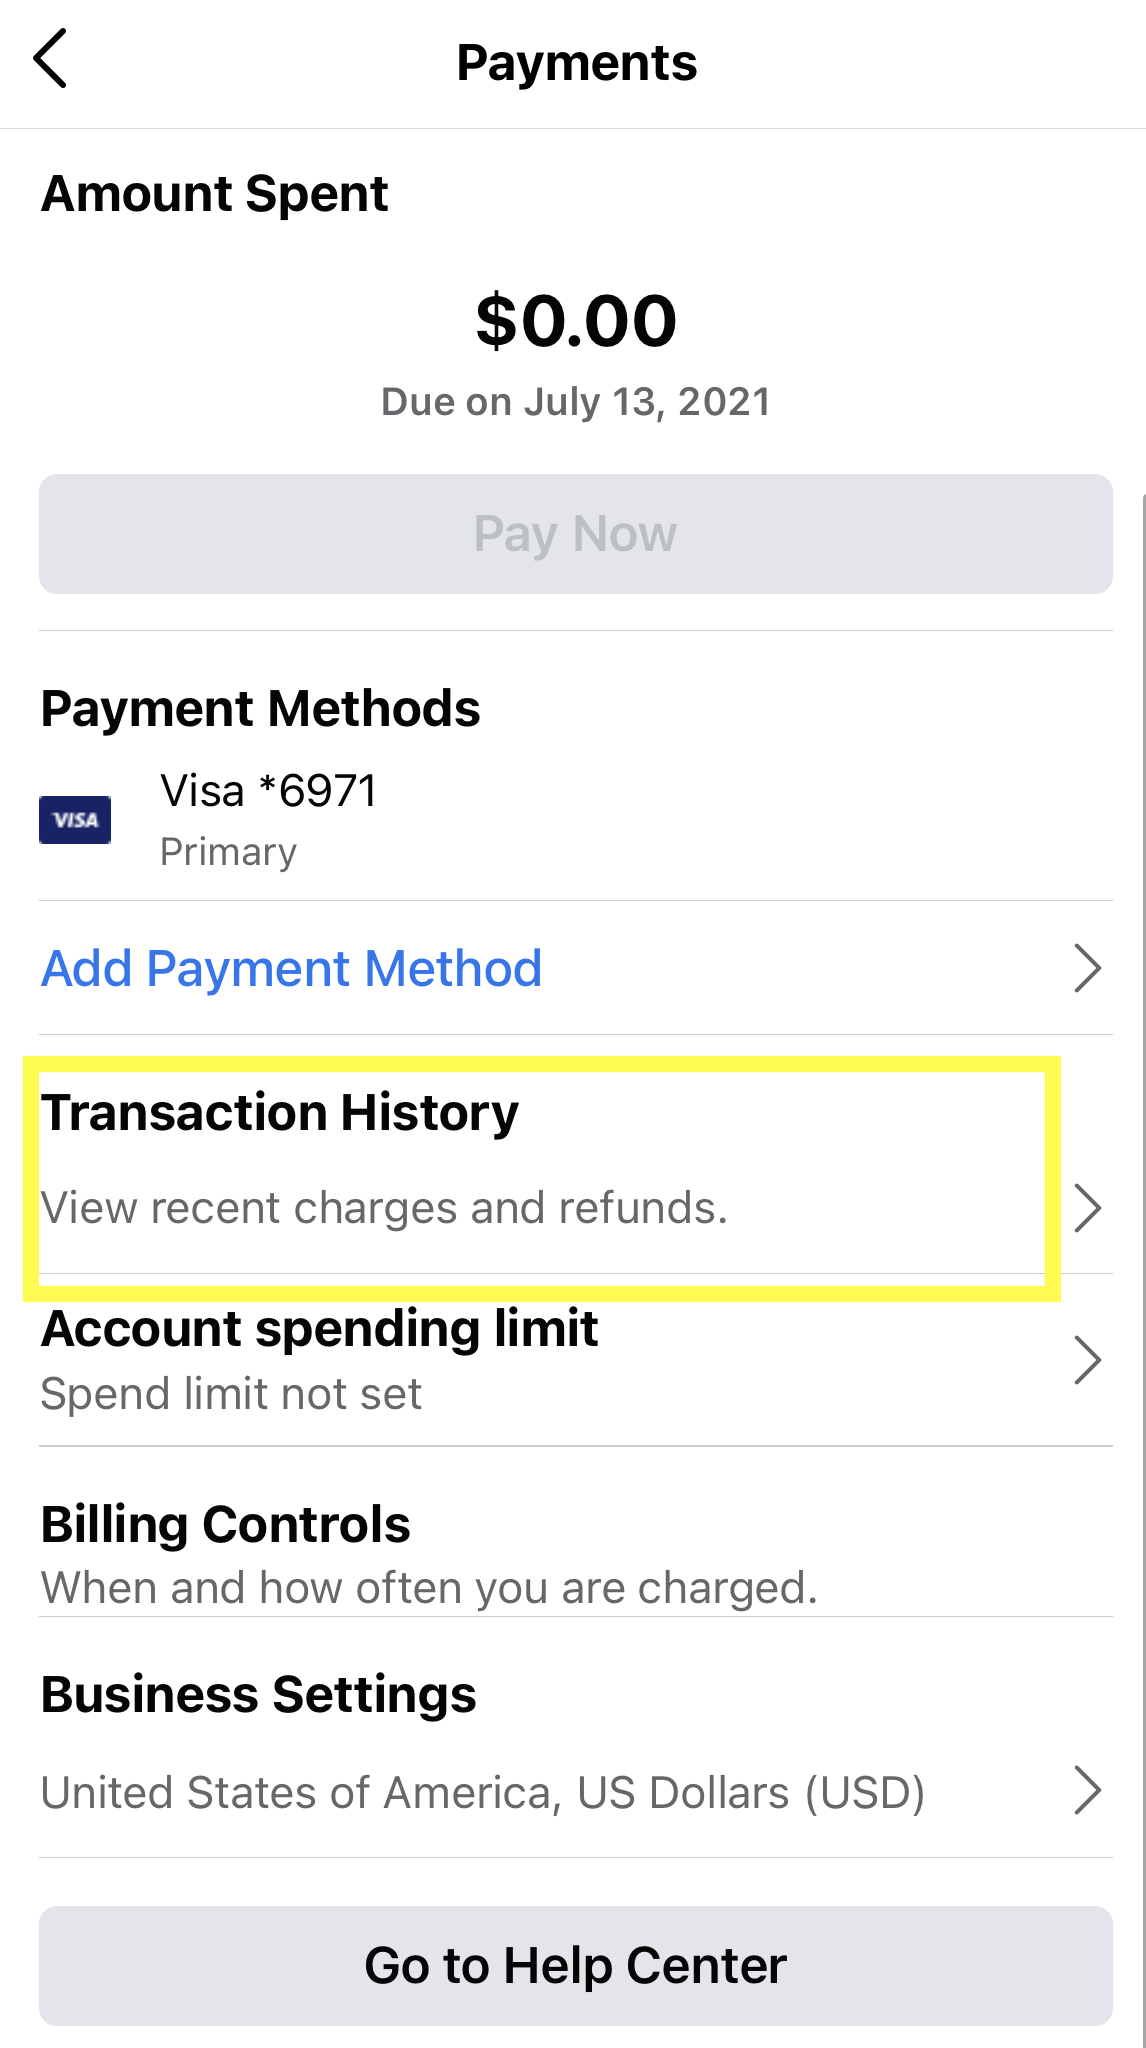 Payments
Amount Spent
$0.00
Due on July 13, 2021
Pay Now
Payment Methods
VISA
Visa *6971
Primary
Add Payment Method
Transaction History
View recent charges and refunds.
Account spending limit
Spend limit not set
Billing Controls
When and how often you are charged.
Business Settings
United States of America, US Dollars (USD)
Go to Help Center